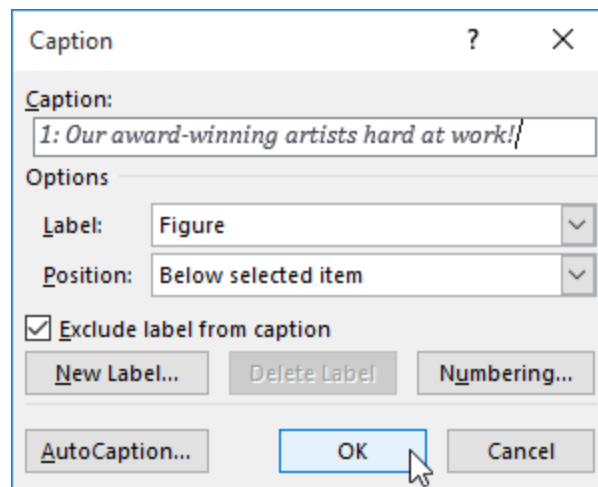 Caption ? ×
Caption:
1: Our award-winning artists hard at work!
Options
Label: Figure
Position: Below selected item
Exclude label from caption
New Label... Delete Label Numbering...
AutoCaption... OK Cancel